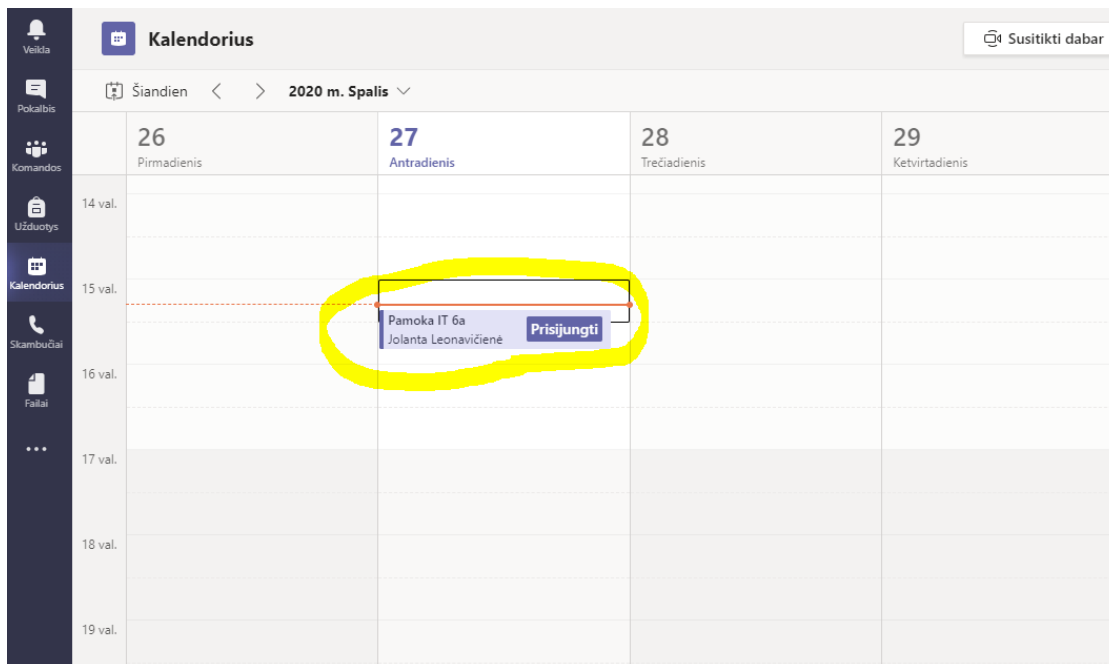 Veikla
Pokalbis
Komandos
Užduotys
Kalendorius
Skambučiai
Failai
Kalendorius
Susitikti dabar
Šiandien
2020 m. Spalis
26
Pirmadienis
27
Antradienis
28
Trečiadienis
29
Ketvirtadienis
14 val.
15 val.
Pamoka IT 6a
Jolanta Leonavičienė
Prisijungti
16 val.
17 val.
18 val.
19 val.